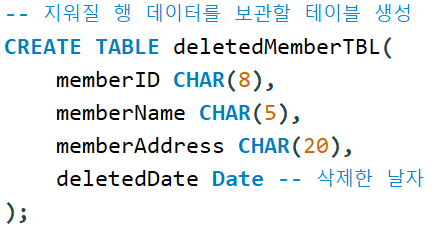 -- 지워질 행 데이터를 보관할 테이블 생성
CREATE TABLE deletedMemberTBL(
    memberID CHAR(8),
    memberName CHAR(5),
    memberAddress CHAR(20),
    deletedDate Date -- 삭제한 날자
);